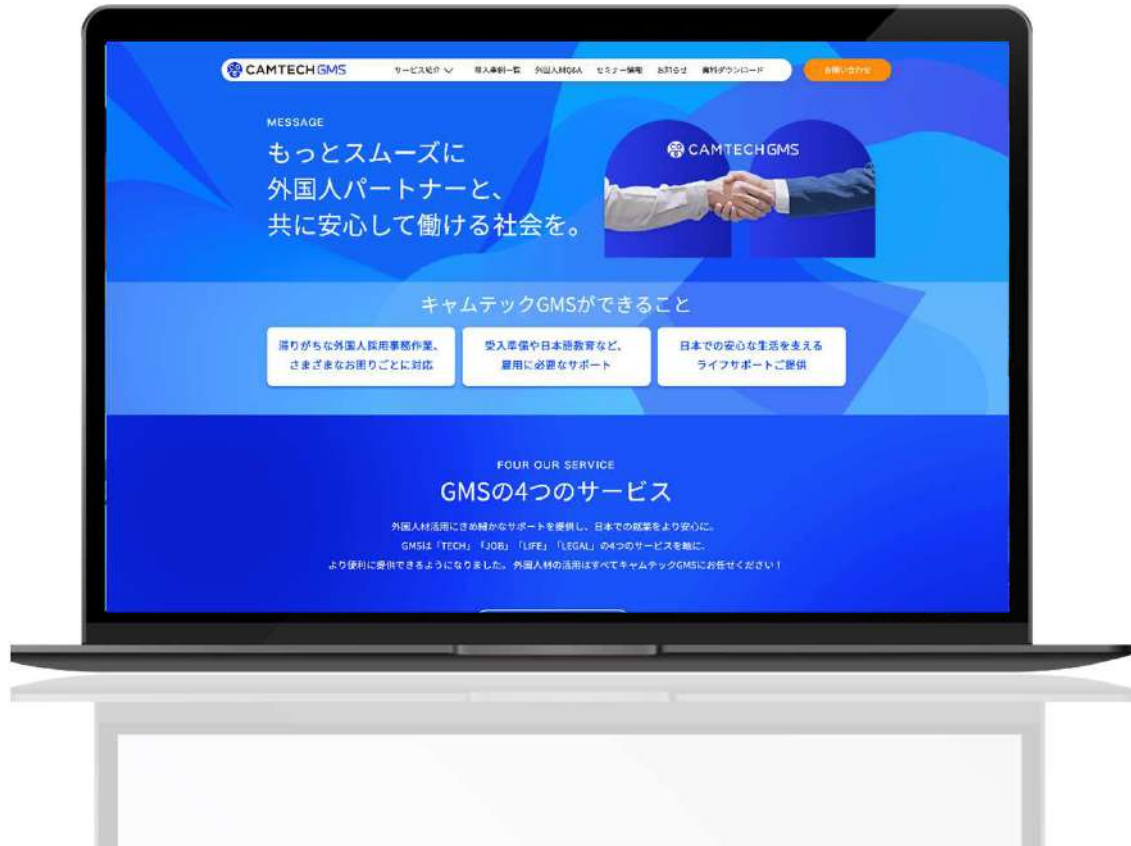 CAMTECH GMS
サービス紹介 導入事例一覧 外国人材Q&A セミナー情報 お知らせ 資料ダウンロード お問い合わせ
MESSAGE
もっとスムーズに
外国人パートナーと、
共に安心して働ける社会を。
CAMTECH GMS
キャムテックGMSができること
滞りがちな外国人採用事務作業、
さまざまなお困りごとに対応
受入準備や日本語教育など、
雇用に必要なサポート
日本での安心な生活を支える
ライフサポートご提供
FOUR OUR SERVICE
GMSの4つのサービス
外国人材活用にきめ細かなサポートを提供し、日本での就業をより安心に。
GMSは「TECH」「JOB」「LIFE」「LEGAL」の4つのサービスを軸に、
より便利に提供できるようになりました。外国人材の活用はすべてキャムテックGMSにお任せください！